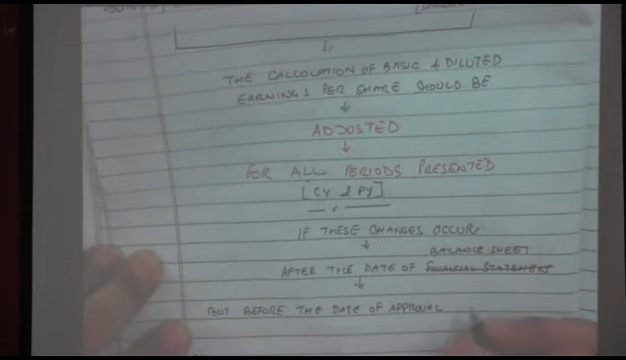 THE CALCULATION OF BASIC & DILUTED
EARNINGS PER SHARE SHOULD BE
↓
ADJUSTED
↓
FOR ALL PERIODS PRESENTED
[CY & PY]
IF THESE CHANGES OCCUR
↓
BALANCE SHEET
AFTER THE DATE OF FINANCIAL STATEMENT
↓
BUT BEFORE THE DATE OF APPROVAL